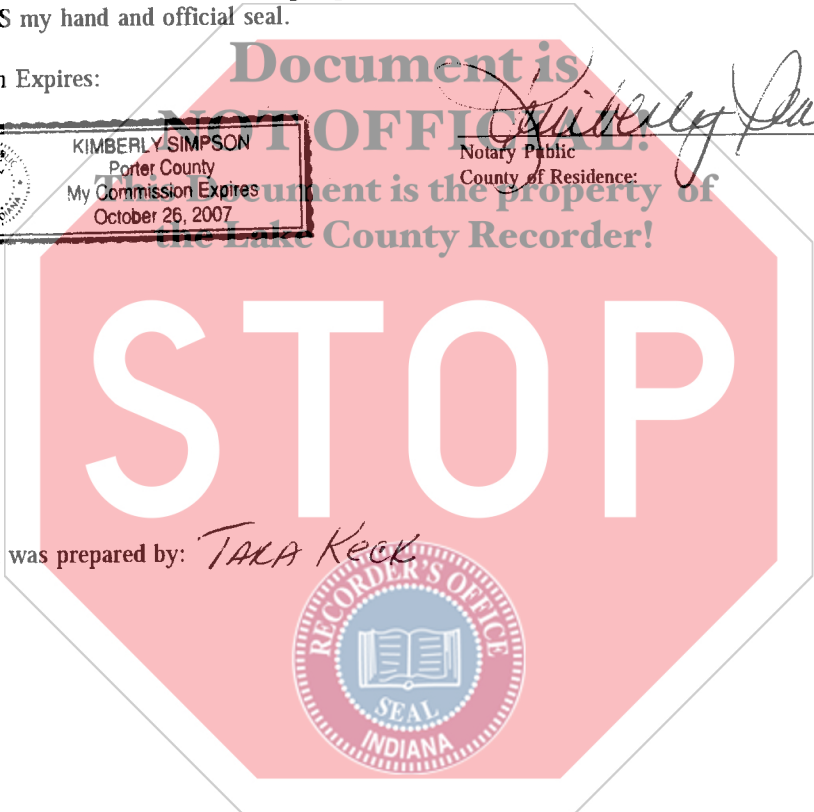 S my hand and official seal.
Document is
n Expires:
NOT OFFICIAL!
KIMBERLY SIMPSON
Porter County
My Commission Expires
October 26, 2007
Kimberly
Notary Public
County of Residence:
This Document is the property of
the Lake County Recorder!
STOP
was prepared by: TARA KecK
RECORDER'S OFFICE
SEAL
INDIANA